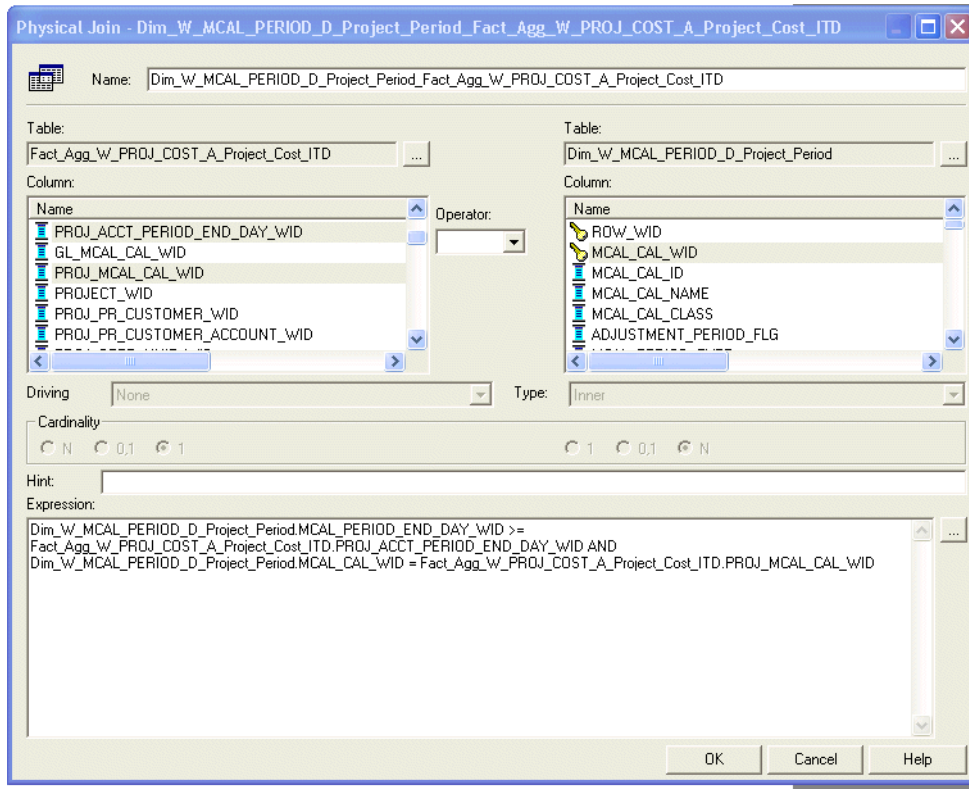 Physical Join - Dim_W_MCAL_PERIOD_D_Project_Period_Fact_Agg_W_PROJ_COST_A_Project_Cost_ITD
Name: Dim_W_MCAL_PERIOD_D_Project_Period_Fact_Agg_W_PROJ_COST_A_Project_Cost_ITD
Table: Table:
Fact_Agg_W_PROJ_COST_A_Project_Cost_ITD ... Dim_W_MCAL_PERIOD_D_Project_Period ...
Column: Column:
Name Operator: Name
PROJ_ACCT_PERIOD_END_DAY_WID ROW_WID
GL_MCAL_CAL_WID MCAL_CAL_WID
PROJ_MCAL_CAL_WID MCAL_CAL_ID
PROJECT_WID MCAL_CAL_NAME
PROJ_PR_CUSTOMER_WID MCAL_CAL_CLASS
PROJ_PR_CUSTOMER_ACCOUNT_WID ADJUSTMENT_PERIOD_FLG
Driving None Type: Inner
Cardinality
N 0,1 1 1 0,1 N
Hint:
Expression:
Dim_W_MCAL_PERIOD_D_Project_Period.MCAL_PERIOD_END_DAY_WID >=
Fact_Agg_W_PROJ_COST_A_Project_Cost_ITD.PROJ_ACCT_PERIOD_END_DAY_WID AND
Dim_W_MCAL_PERIOD_D_Project_Period.MCAL_CAL_WID = Fact_Agg_W_PROJ_COST_A_Project_Cost_ITD.PROJ_MCAL_CAL_WID
...
OK Cancel Help